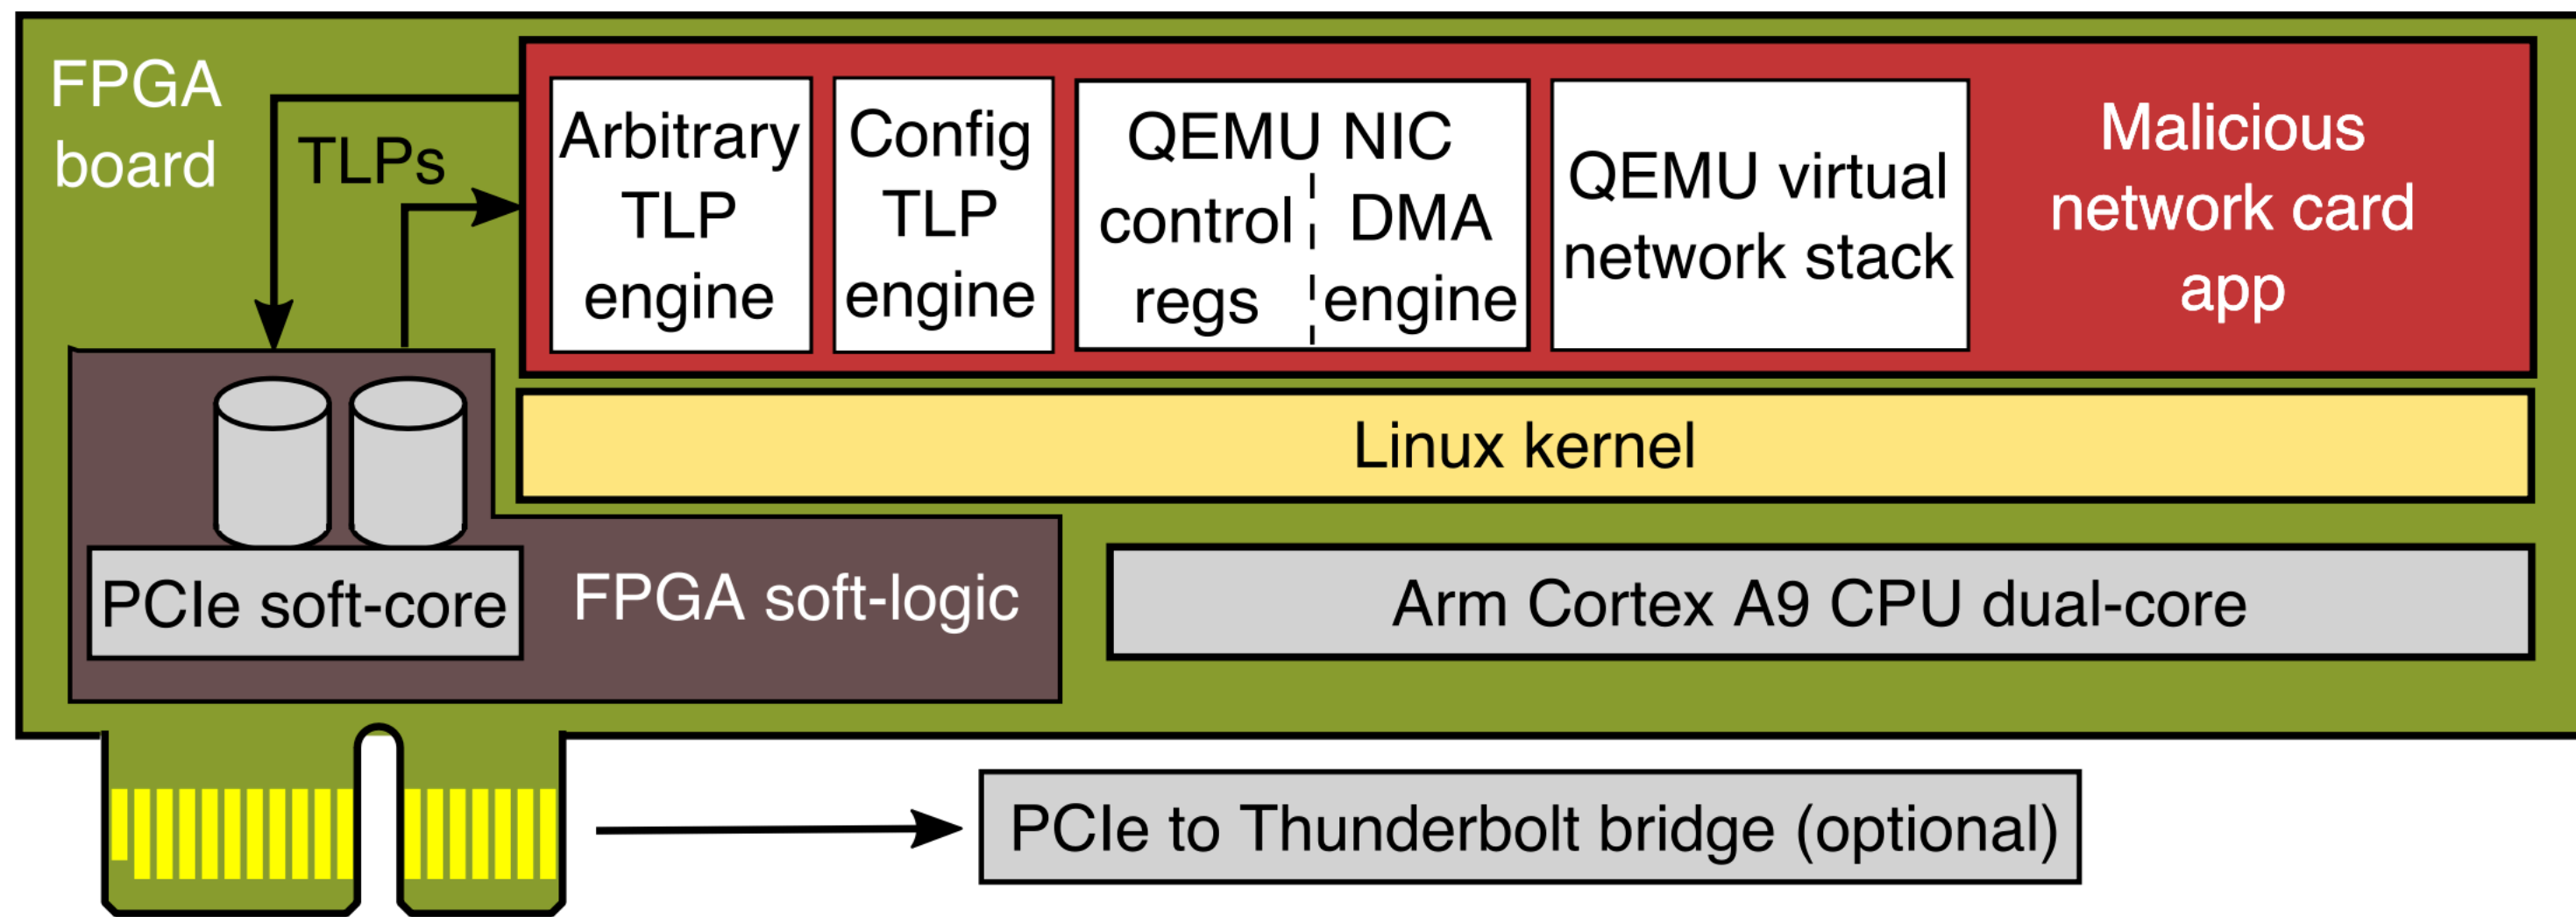 FPGA
board
TLPs
Arbitrary
TLP
engine
Config
TLP
engine
QEMU NIC
control
regs
DMA
engine
QEMU virtual
network stack
Malicious
network card
app
Linux kernel
PCIe soft-core
FPGA soft-logic
Arm Cortex A9 CPU dual-core
PCIe to Thunderbolt bridge (optional)